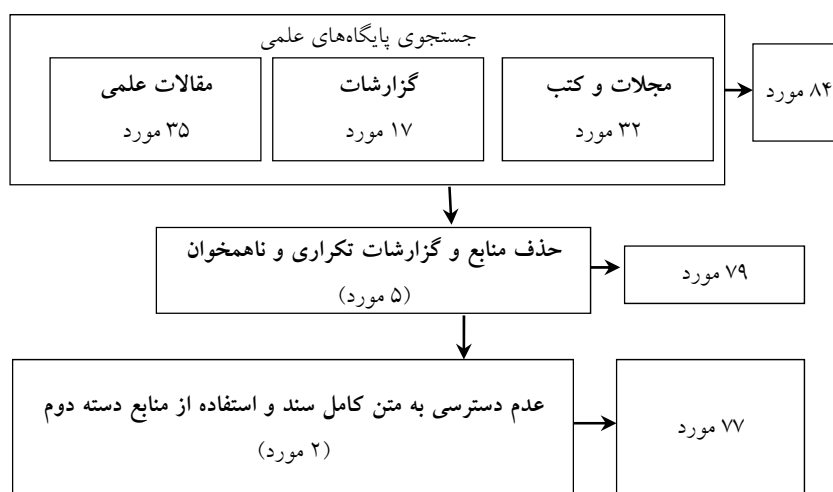 جستجوی پایگاه‌های علمی
مجلات و کتب
۳۲ مورد
گزارشات
۱۷ مورد
مقالات علمی
۳۵ مورد
۸۴ مورد
حذف منابع و گزارشات تکراری و ناهمخوان
(۵ مورد)
۷۹ مورد
عدم دسترسی به متن کامل سند و استفاده از منابع دسته دوم
(۲ مورد)
۷۷ مورد